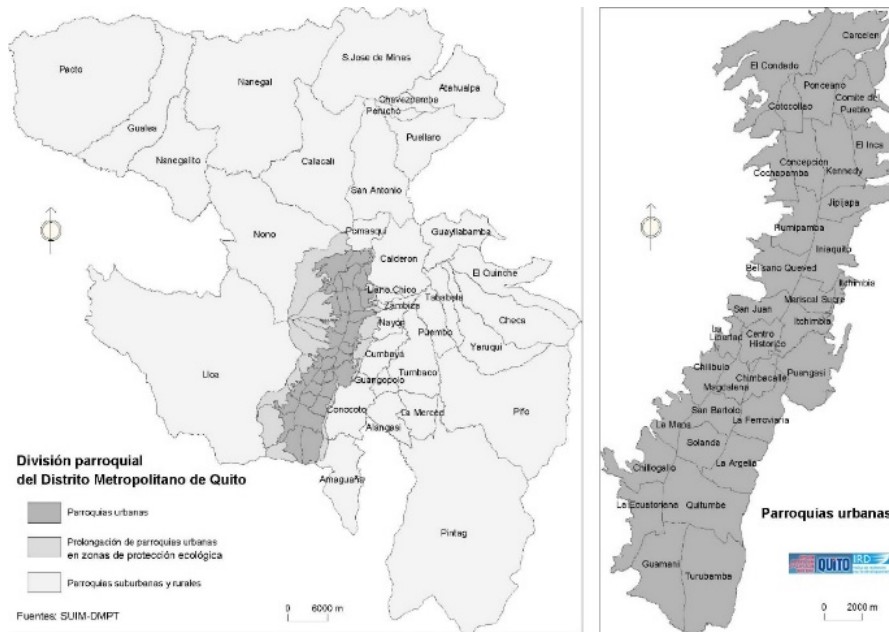 Pacto
Nanegal
S.Jose de Minas
Atahualpa
Chavezpamba
Perucho
Gualea
Puellaro
Nanegalito
Calacali
San Antonio
Nono
Pomasqui
Guayllabamba
Calderon
El Quinche
Llano Chico
Tababela
Zambiza
Checa
Nayon
Puembo
Yaruqui
Lloa
Cumbaya
Tumbaco
Guangopolo
Pifo
Conocoto
La Merced
Alangasi
Amaguaña
Pintag
División parroquial
del Distrito Metropolitano de Quito
Parroquias urbanas
Prolongación de parroquias urbanas
en zonas de protección ecológica
Parroquias suburbanas y rurales
Fuentes: SUIM-DMPT
0 6000 m
Carcelen
El Condado
Ponceano
Comite del
Pueblo
Cotocollao
El Inca
Concepción
Cochapamba
Kennedy
Jipijapa
Rumipamba
Iniaquito
Belisario Queved
Itchimbia
Mariscal Sucre
San Juan
Itchimbia
La
Libertad
Centro
Historico
Chilibulo
Puengasi
Magdalena
Chimbacalle
San Bartolo
La Mena
La Ferroviaria
Solanda
Chillogallo
La Argelia
La Ecuatoriana
Quitumbe
Parroquias urbanas
Guamani
Turubamba
QUITO
IRD
0 2000 m